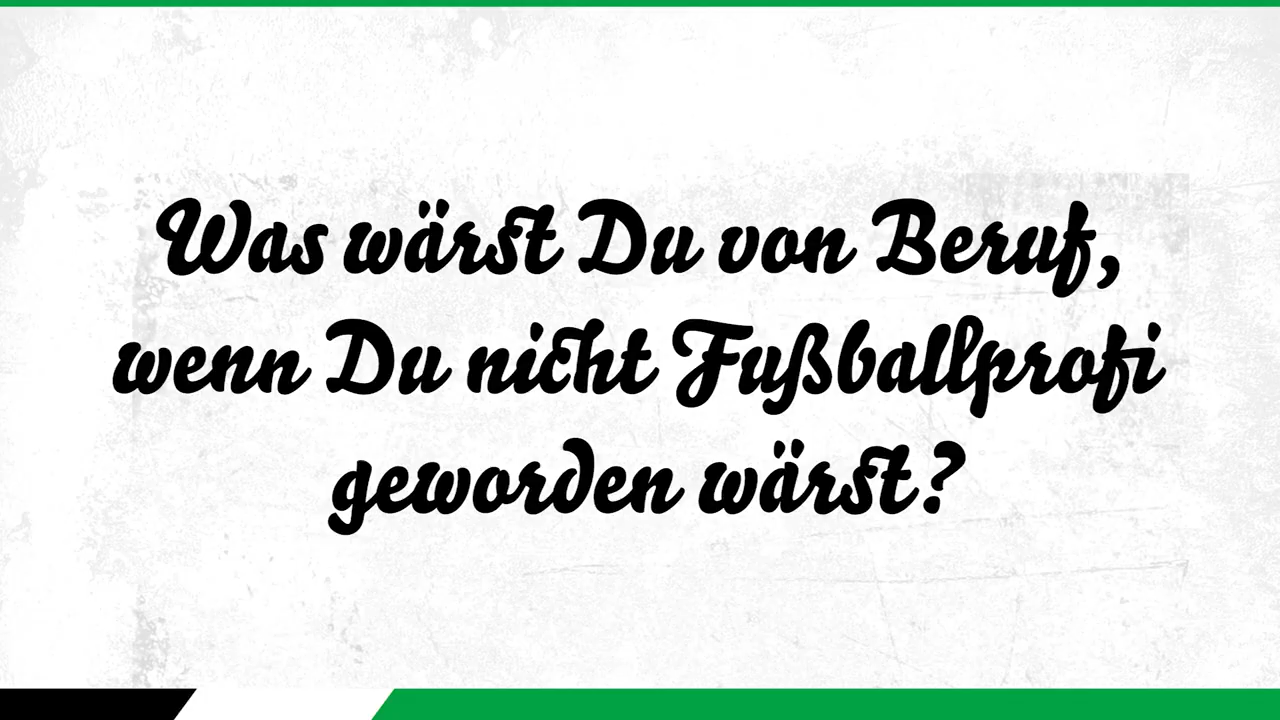 Was wärst Du von Beruf,
wenn Du nicht Fußballprofi
geworden wärst?